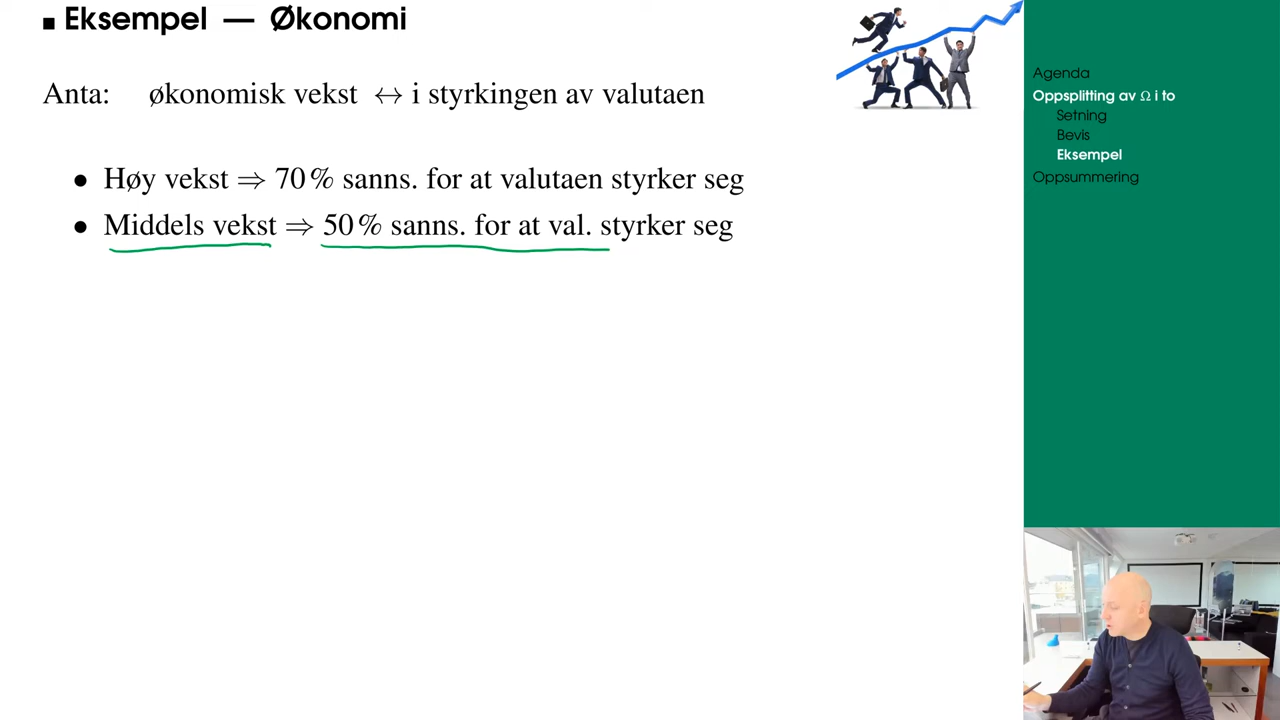 ▪ Eksempel — Økonomi
Anta: økonomisk vekst ↔ i styrkingen av valutaen
• Høy vekst ⇒ 70 % sanns. for at valutaen styrker seg
• Middels vekst ⇒ 50 % sanns. for at val. styrker seg
Agenda
Oppsplitting av Ω i to
Setning
Bevis
Eksempel
Oppsummering